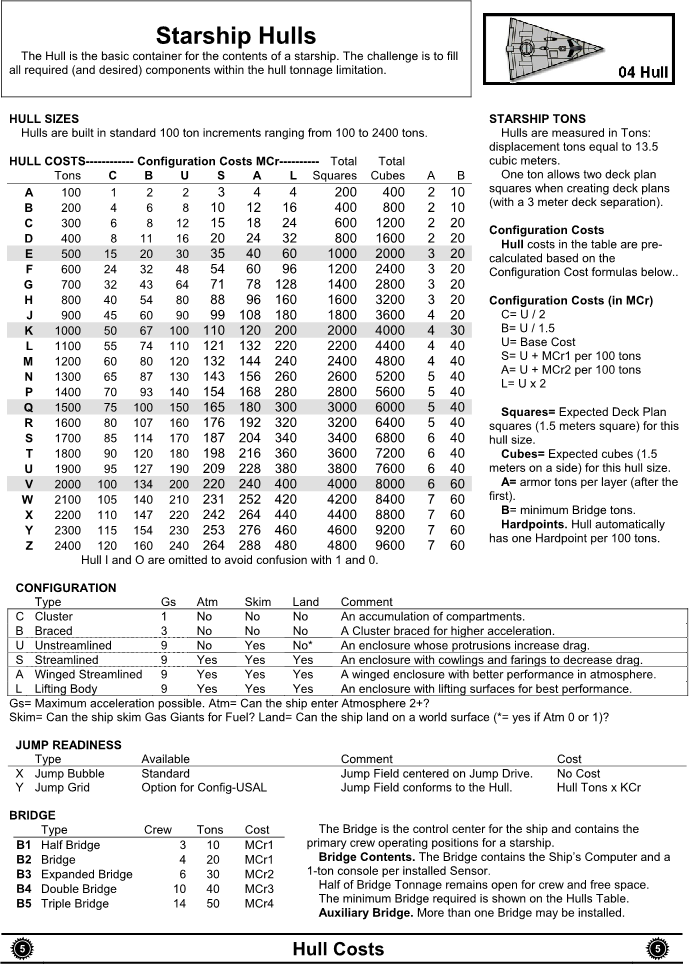 Starship Hulls
The Hull is the basic container for the contents of a starship. The challenge is to fill
all required (and desired) components within the hull tonnage limitation.
04 Hull
HULL SIZES
Hulls are built in standard 100 ton increments ranging from 100 to 2400 tons.
HULL COSTS------------ Configuration Costs MCr---------- Total Total
Tons C B U S A L Squares Cubes A B
A 100 1 2 2 3 4 4 200 400 2 10
B 200 4 6 8 10 12 16 400 800 2 10
C 300 6 8 12 15 18 24 600 1200 2 20
D 400 8 11 16 20 24 32 800 1600 2 20
E 500 15 20 30 35 40 60 1000 2000 3 20
F 600 24 32 48 54 60 96 1200 2400 3 20
G 700 32 43 64 71 78 128 1400 2800 3 20
H 800 40 54 80 88 96 160 1600 3200 3 20
J 900 45 60 90 99 108 180 1800 3600 4 20
K 1000 50 67 100 110 120 200 2000 4000 4 30
L 1100 55 74 110 121 132 220 2200 4400 4 40
M 1200 60 80 120 132 144 240 2400 4800 4 40
N 1300 65 87 130 143 156 260 2600 5200 5 40
P 1400 70 93 140 154 168 280 2800 5600 5 40
Q 1500 75 100 150 165 180 300 3000 6000 5 40
R 1600 80 107 160 176 192 320 3200 6400 5 40
S 1700 85 114 170 187 204 340 3400 6800 6 40
T 1800 90 120 180 198 216 360 3600 7200 6 40
U 1900 95 127 190 209 228 380 3800 7600 6 40
V 2000 100 134 200 220 240 400 4000 8000 6 60
W 2100 105 140 210 231 252 420 4200 8400 7 60
X 2200 110 147 220 242 264 440 4400 8800 7 60
Y 2300 115 154 230 253 276 460 4600 9200 7 60
Z 2400 120 160 240 264 288 480 4800 9600 7 60
Hull I and O are omitted to avoid confusion with 1 and 0.
STARSHIP TONS
Hulls are measured in Tons:
displacement tons equal to 13.5
cubic meters.
One ton allows two deck plan
squares when creating deck plans
(with a 3 meter deck separation).
Configuration Costs
Hull costs in the table are pre-
calculated based on the
Configuration Cost formulas below..
Configuration Costs (in MCr)
C= U / 2
B= U / 1.5
U= Base Cost
S= U + MCr1 per 100 tons
A= U + MCr2 per 100 tons
L= U x 2
Squares= Expected Deck Plan
squares (1.5 meters square) for this
hull size.
Cubes= Expected cubes (1.5
meters on a side) for this hull size.
A= armor tons per layer (after the
first).
B= minimum Bridge tons.
Hardpoints. Hull automatically
has one Hardpoint per 100 tons.
CONFIGURATION
Type Gs Atm Skim Land Comment
C Cluster 1 No No No An accumulation of compartments.
B Braced 3 No No No A Cluster braced for higher acceleration.
U Unstreamlined 9 No Yes No* An enclosure whose protrusions increase drag.
S Streamlined 9 Yes Yes Yes An enclosure with cowlings and farings to decrease drag.
A Winged Streamlined 9 Yes Yes Yes A winged enclosure with better performance in atmosphere.
L Lifting Body 9 Yes Yes Yes An enclosure with lifting surfaces for best performance.
Gs= Maximum acceleration possible. Atm= Can the ship enter Atmosphere 2+?
Skim= Can the ship skim Gas Giants for Fuel? Land= Can the ship land on a world surface (*= yes if Atm 0 or 1)?
JUMP READINESS
Type Available Comment Cost
X Jump Bubble Standard Jump Field centered on Jump Drive. No Cost
Y Jump Grid Option for Config-USAL Jump Field conforms to the Hull. Hull Tons x KCr
BRIDGE
Type Crew Tons Cost
B1 Half Bridge 3 10 MCr1
B2 Bridge 4 20 MCr1
B3 Expanded Bridge 6 30 MCr2
B4 Double Bridge 10 40 MCr3
B5 Triple Bridge 14 50 MCr4
The Bridge is the control center for the ship and contains the
primary crew operating positions for a starship.
Bridge Contents. The Bridge contains the Ship's Computer and a
1-ton console per installed Sensor.
Half of Bridge Tonnage remains open for crew and free space.
The minimum Bridge required is shown on the Hulls Table.
Auxiliary Bridge. More than one Bridge may be installed.
5 Hull Costs 5